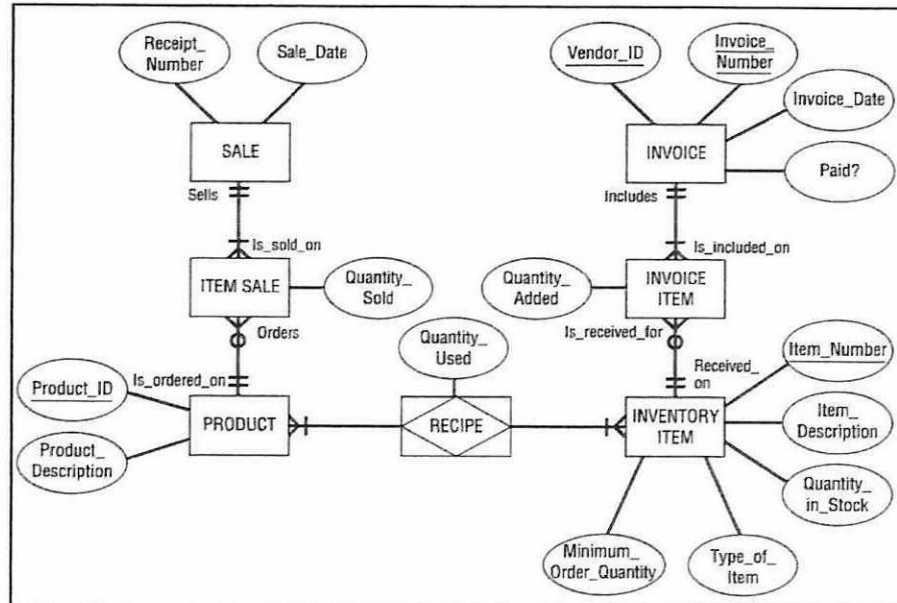 Receipt_
Number
Sale_Date
Vendor_ID
Invoice_
Number
Invoice_Date
SALE
INVOICE
Paid?
Sells
Includes
Is_sold_on
Is_included_on
ITEM SALE
Quantity_
Sold
Quantity_
Added
INVOICE
ITEM
Orders
Is_received_for
Quantity_
Used
Item_Number
Is_ordered_on
Received_
on
Product_ID
PRODUCT
RECIPE
INVENTORY
ITEM
Item_
Description
Product_
Description
Quantity_
in_Stock
Minimum_
Order_Quantity
Type_of_
Item